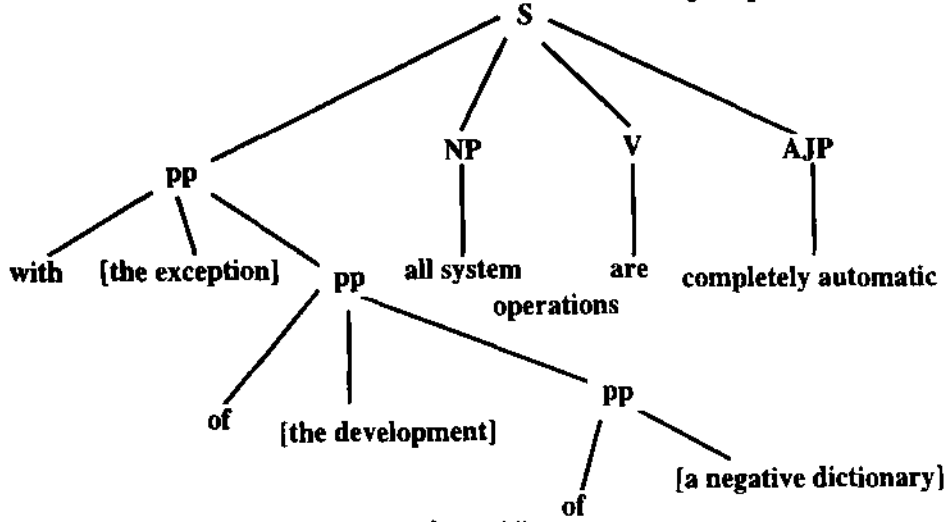 S
NP V AJP
pp
with [the exception] pp all system are completely automatic
operations
pp
of [the development]
[a negative dictionary]
of